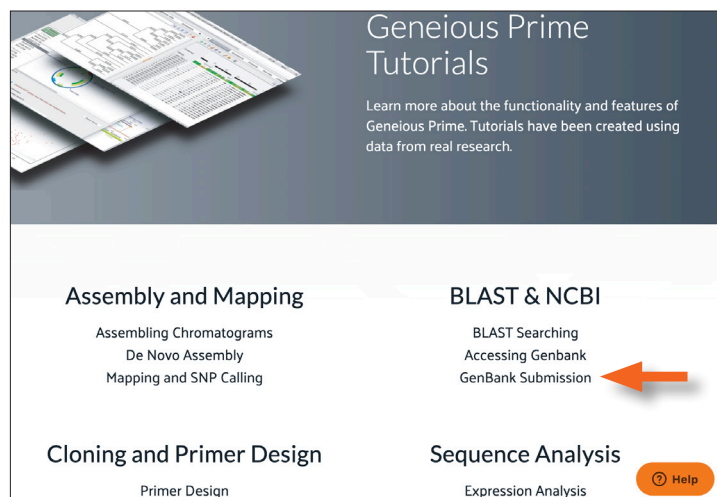 Geneious Prime
Tutorials
Learn more about the functionality and features of
Geneious Prime. Tutorials have been created using
data from real research.
Assembly and Mapping
Assembling Chromatograms
De Novo Assembly
Mapping and SNP Calling
BLAST & NCBI
BLAST Searching
Accessing Genbank
GenBank Submission
Cloning and Primer Design
Primer Design
Sequence Analysis
Expression Analysis
Help